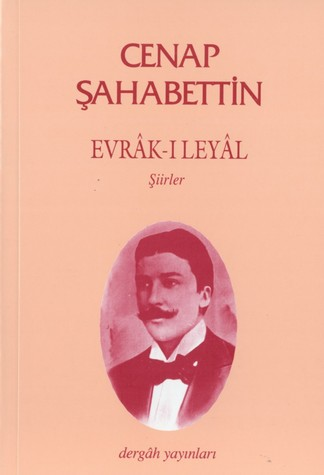 CENAP
ŞAHABETTİN
EVRÂK-I LEYÂL
Şiirler
dergâh yayınları